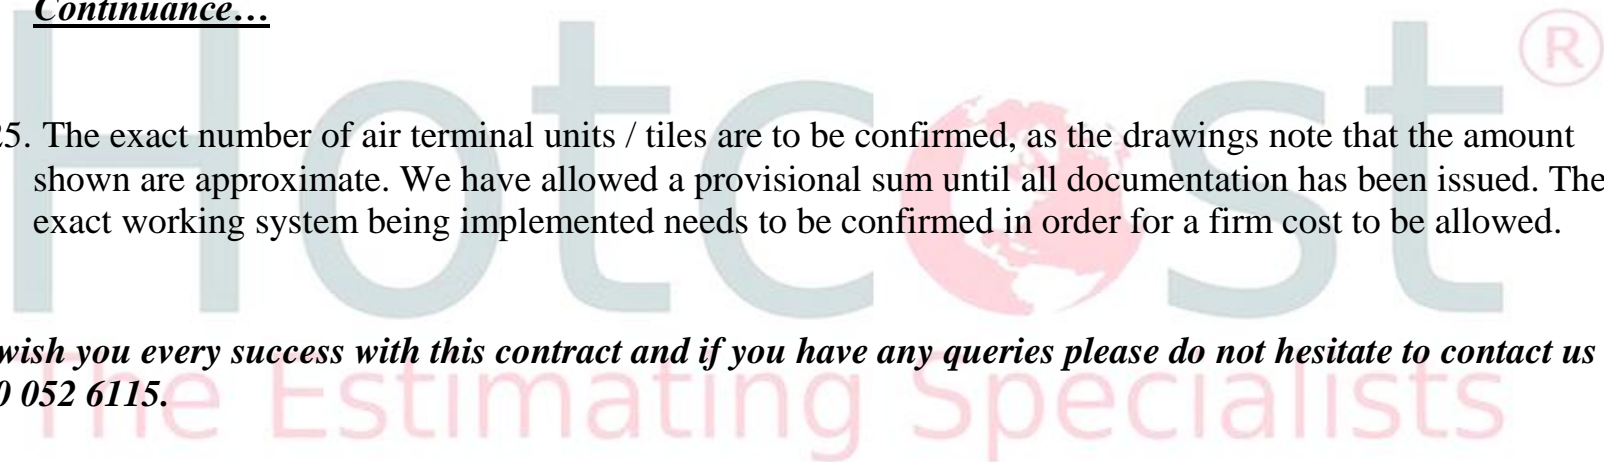 Continuance…
Hotcost ®
25. The exact number of air terminal units / tiles are to be confirmed, as the drawings note that the amount
shown are approximate. We have allowed a provisional sum until all documentation has been issued. The
exact working system being implemented needs to be confirmed in order for a firm cost to be allowed.
wish you every success with this contract and if you have any queries please do not hesitate to contact us
0 052 6115.
The Estimating Specialists